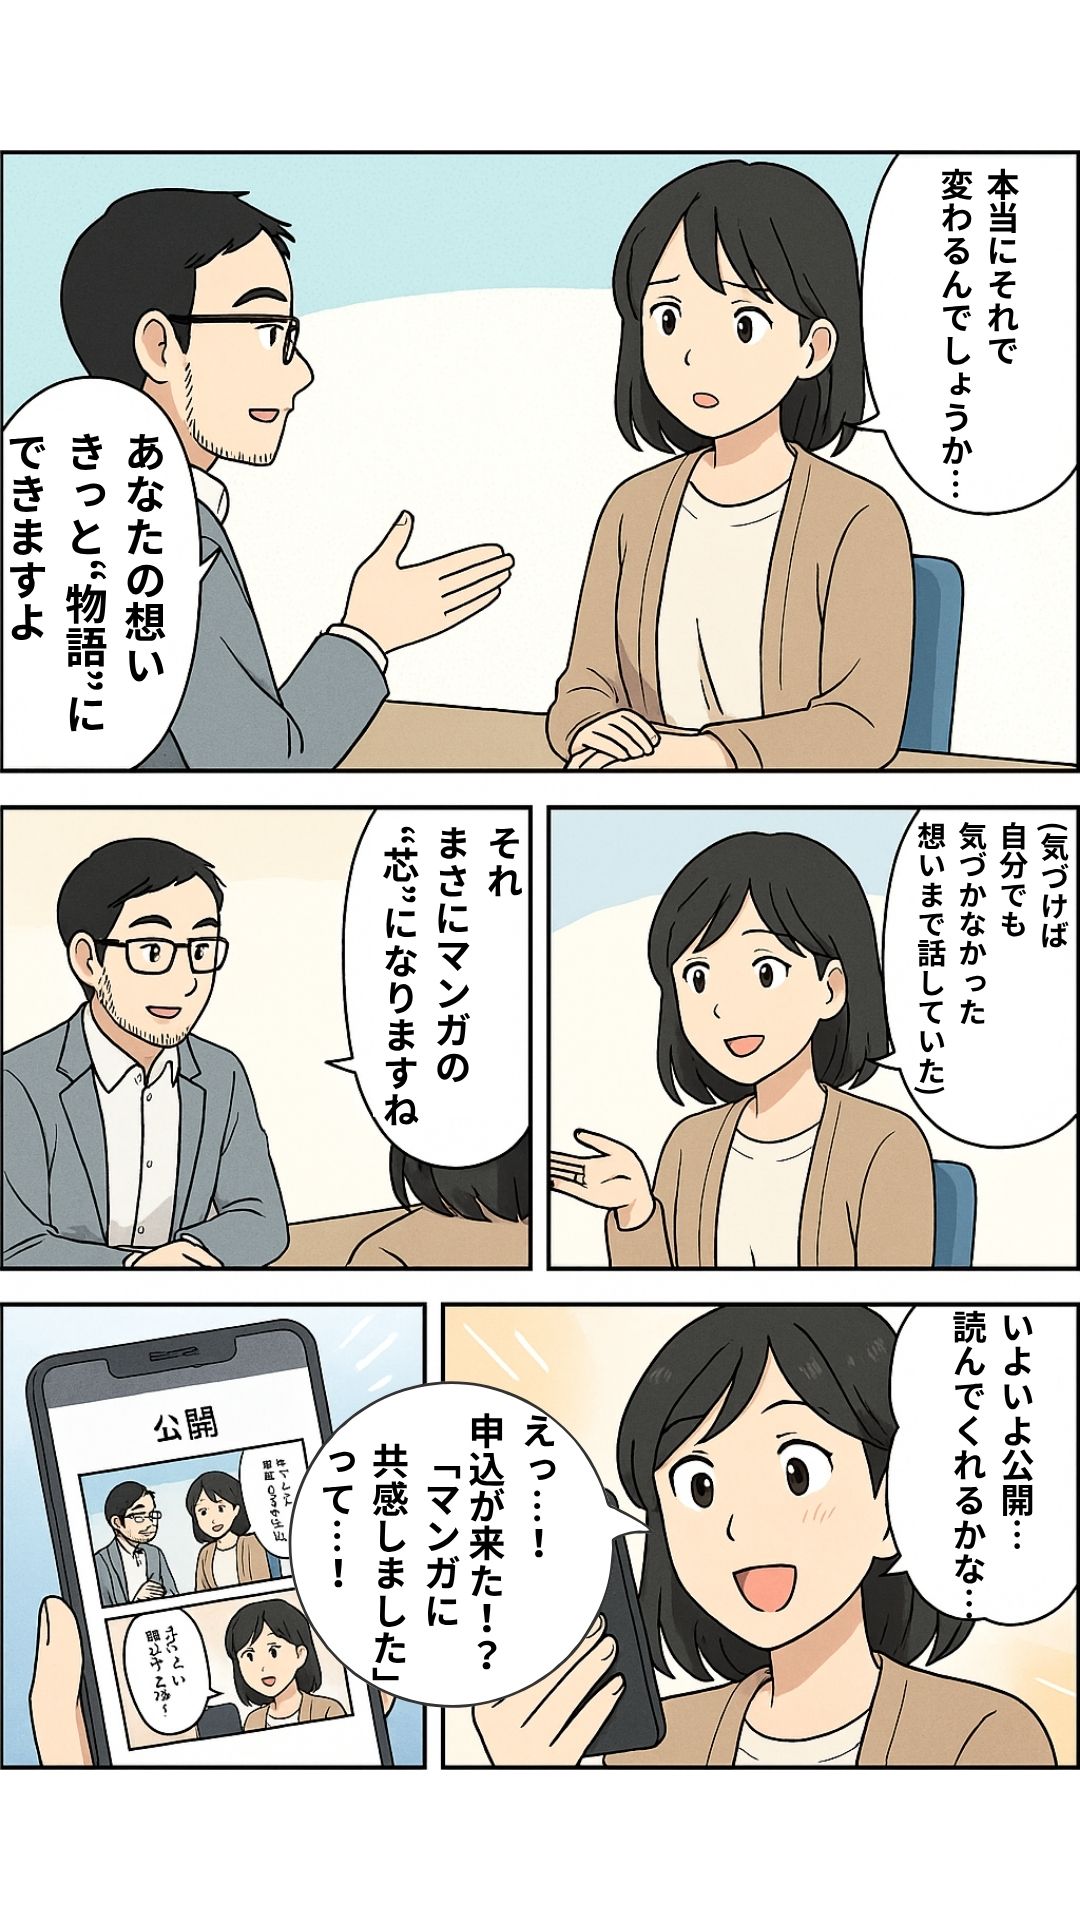 本当にそれで
変わるんでしょうか…
あなたの想い
きっと“物語”に
できますよ
(気づけば
自分でも
気づかなかった
想いまで話していた)
それ
まさにマンガの
“芯”になりますね
いよいよ公開…
読んでくれるかな…
えっ…!
申込が来た!?
「マンガに
共感しました」
って…!
公開